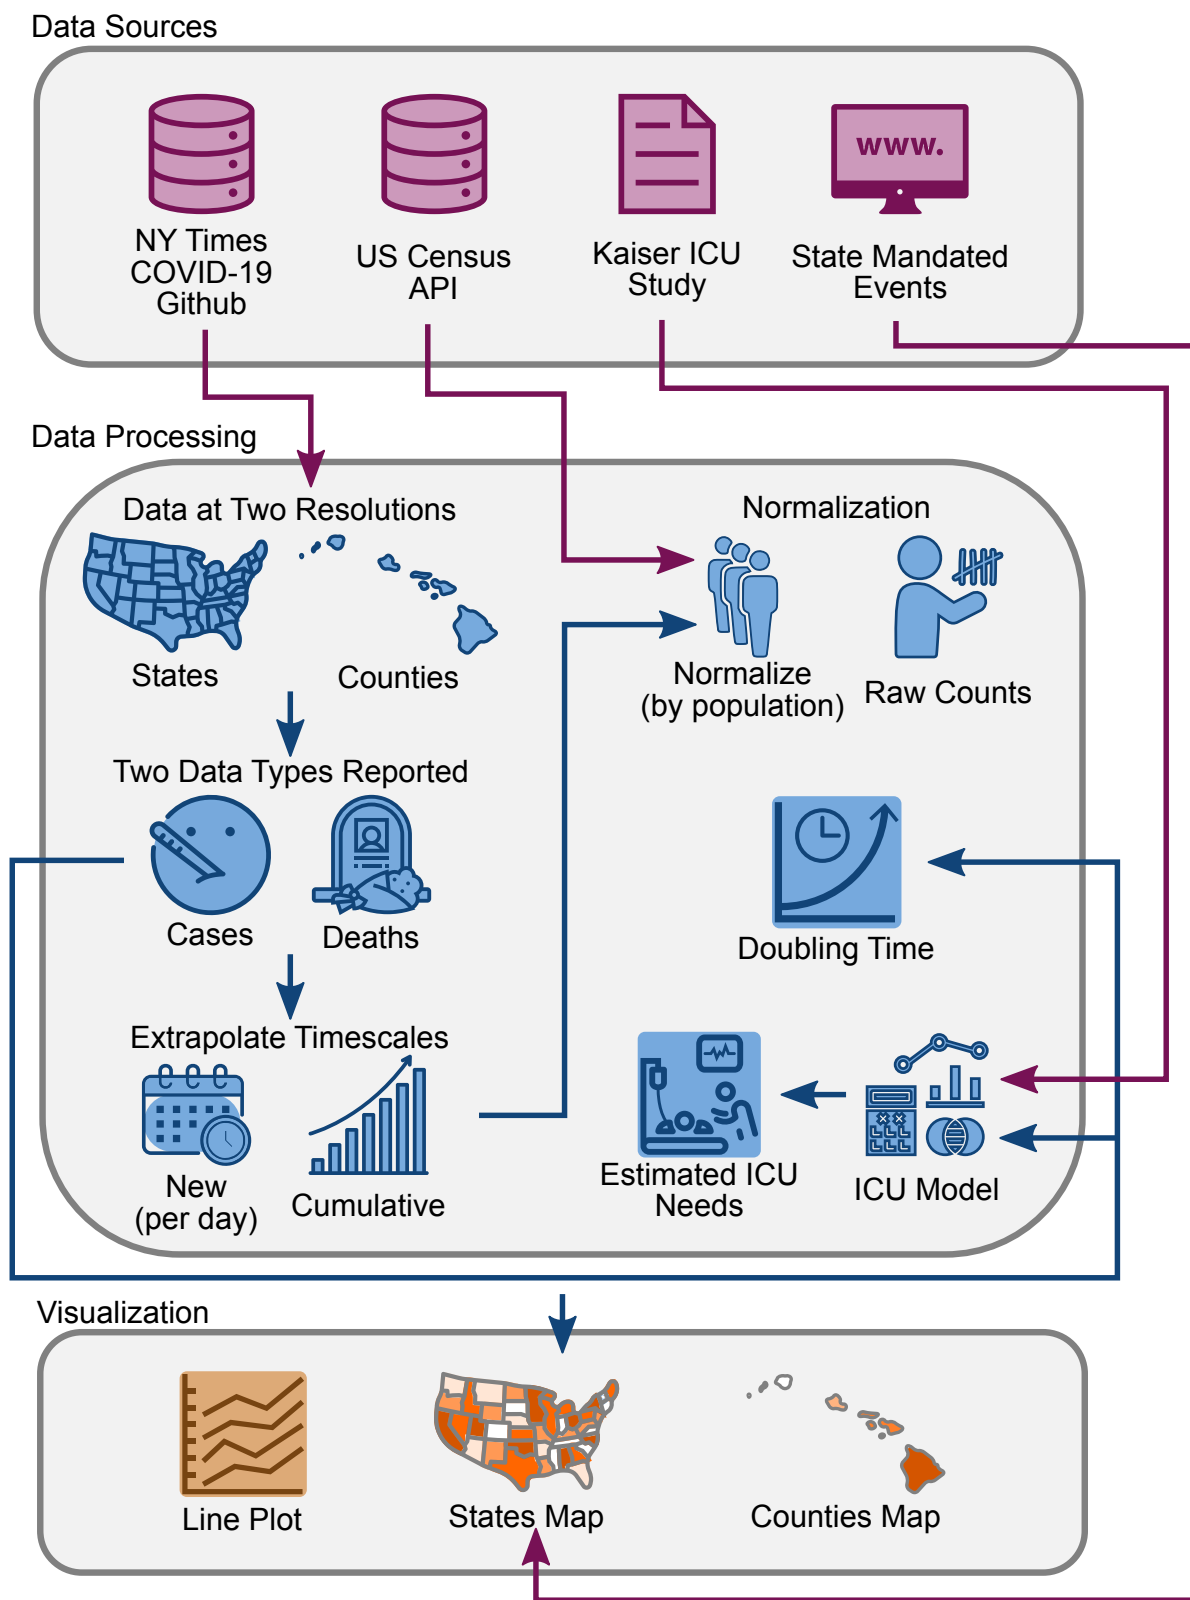 Data Sources
www.
NY Times
COVID-19
Github
US Census
API
Kaiser ICU
Study
State Mandated
Events
Data Processing
Data at Two Resolutions
States
Counties
Normalization
Normalize
(by population)
Raw Counts
Two Data Types Reported
Cases
Deaths
Doubling Time
Extrapolate Timescales
New
(per day)
Cumulative
Estimated ICU
Needs
ICU Model
Visualization
Line Plot
States Map
Counties Map